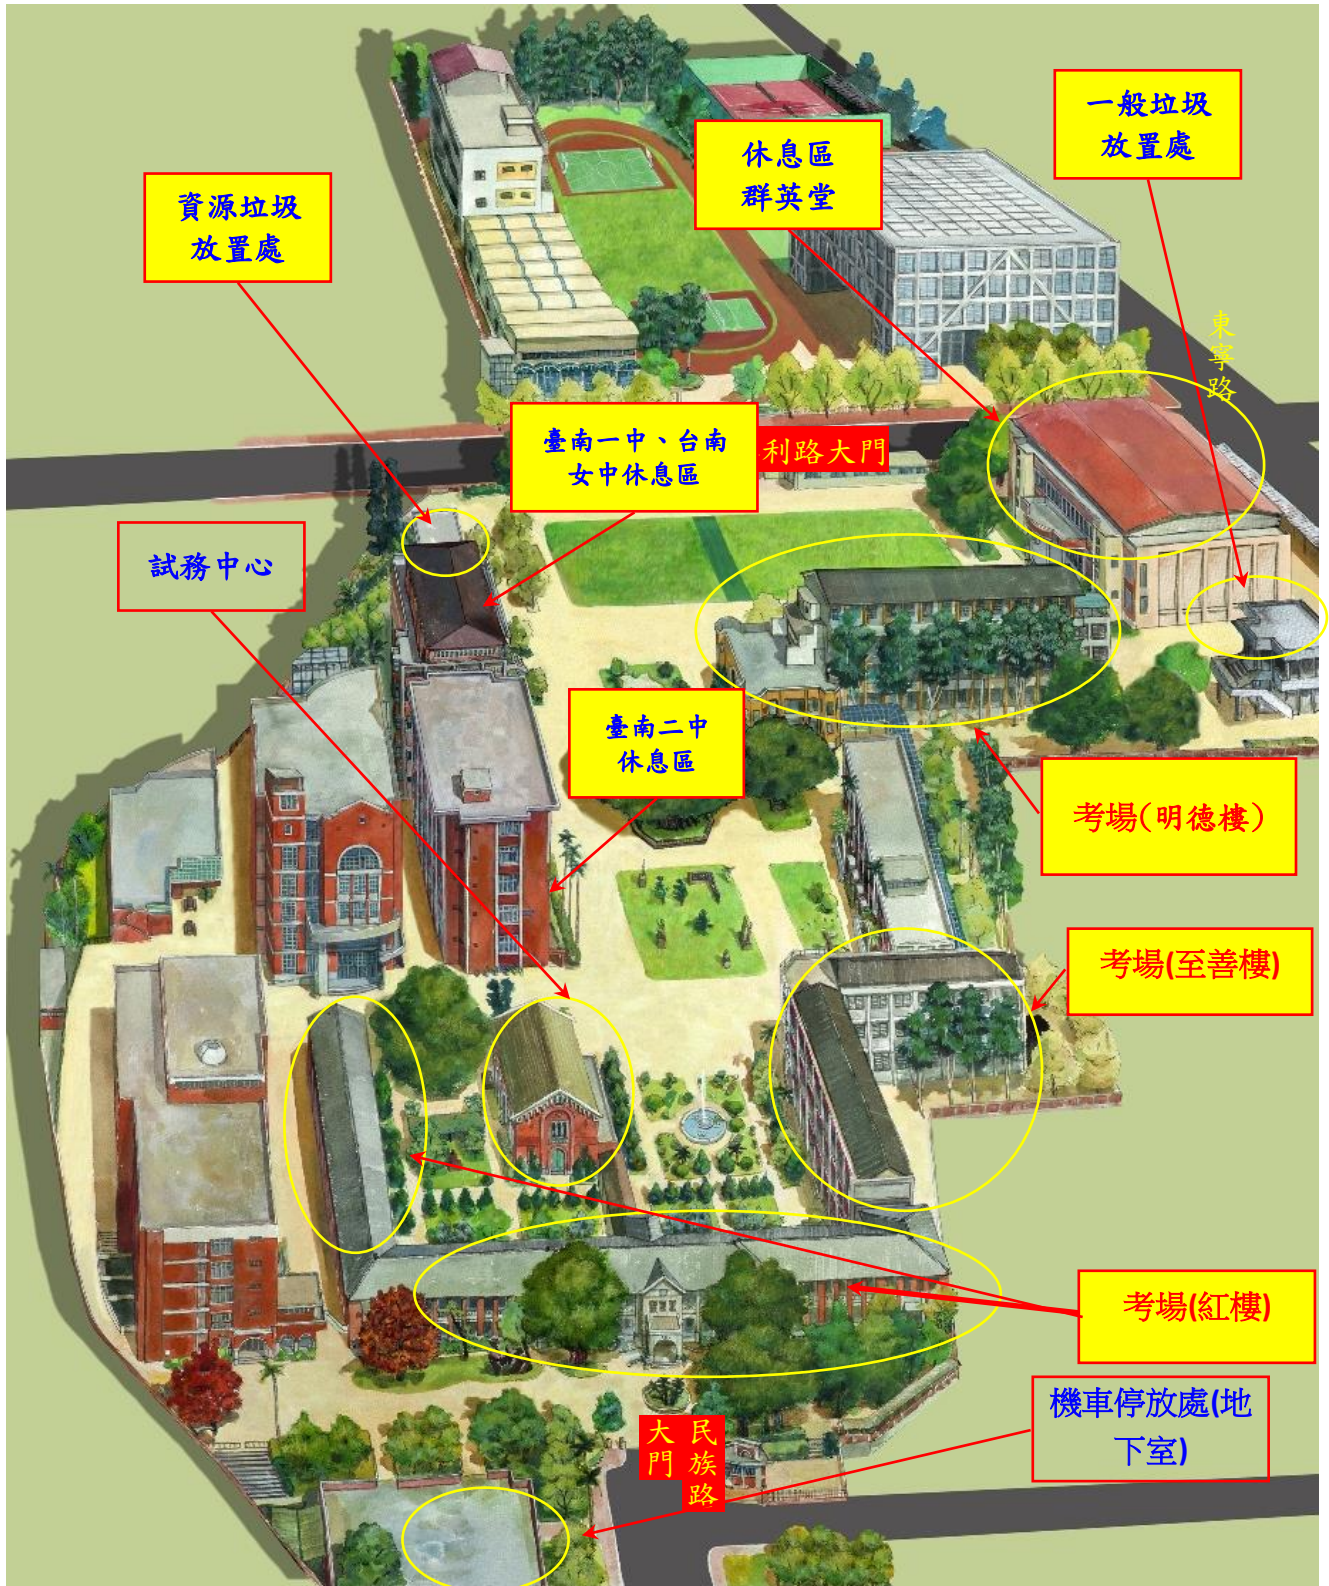 一般垃圾
放置處
休息區
群英堂
資源垃圾
放置處
東寧路
臺南一中、台南
女中休息區
利路大門
試務中心
臺南二中
休息區
考場(明德樓)
考場(至善樓)
考場(紅樓)
機車停放處(地
下室)
民族路
大門